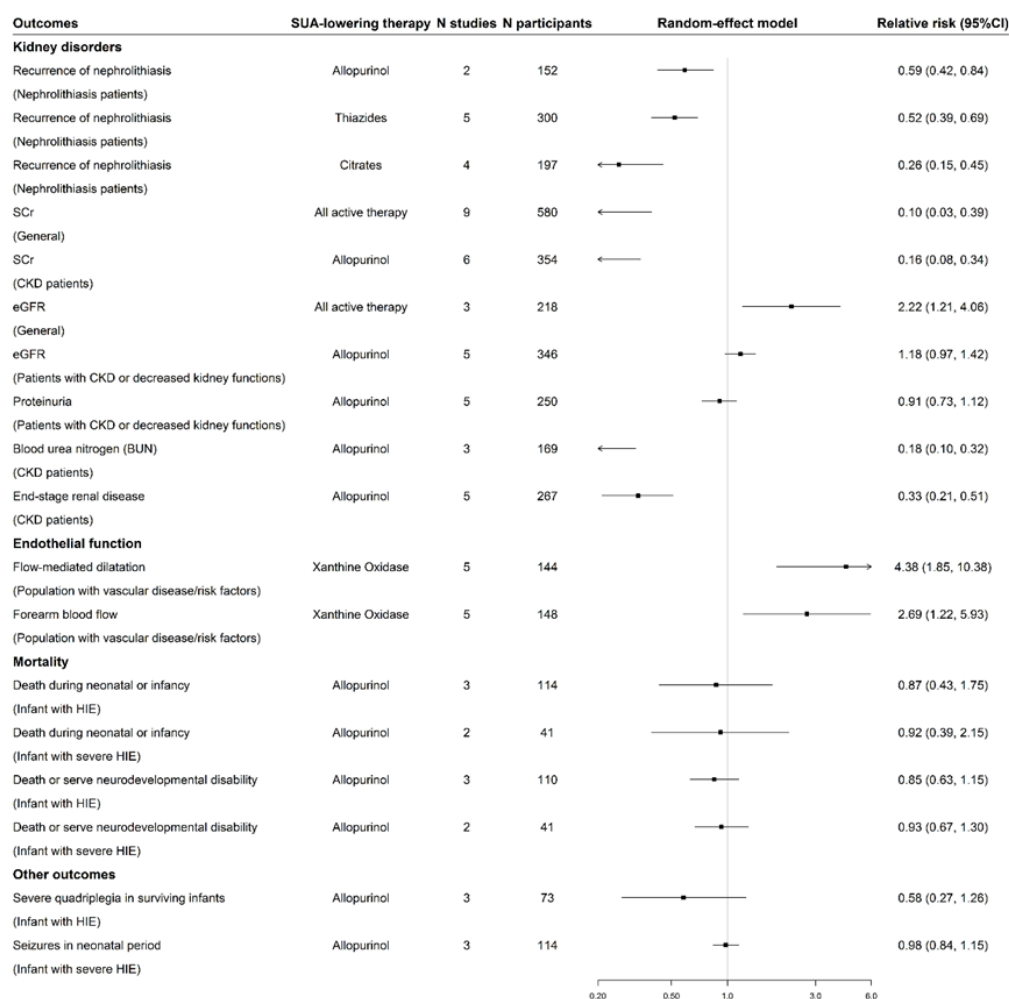 Outcomes SUA-lowering therapy N studies N participants Random-effect model Relative risk (95%CI)
Kidney disorders
Recurrence of nephrolithiasis Allopurinol 2 152 0.59 (0.42, 0.84)
(Nephrolithiasis patients)
Recurrence of nephrolithiasis Thiazides 5 300 0.52 (0.39, 0.69)
(Nephrolithiasis patients)
Recurrence of nephrolithiasis Citrates 4 197 0.26 (0.15, 0.45)
(Nephrolithiasis patients)
SCr All active therapy 9 580 0.10 (0.03, 0.39)
(General)
SCr Allopurinol 6 354 0.16 (0.08, 0.34)
(CKD patients)
eGFR All active therapy 3 218 2.22 (1.21, 4.06)
(General)
eGFR Allopurinol 5 346 1.18 (0.97, 1.42)
(Patients with CKD or decreased kidney functions)
Proteinuria Allopurinol 5 250 0.91 (0.73, 1.12)
(Patients with CKD or decreased kidney functions)
Blood urea nitrogen (BUN) Allopurinol 3 169 0.18 (0.10, 0.32)
(CKD patients)
End-stage renal disease Allopurinol 5 267 0.33 (0.21, 0.51)
(CKD patients)
Endothelial function
Flow-mediated dilatation Xanthine Oxidase 5 144 4.38 (1.85, 10.38)
(Population with vascular disease/risk factors)
Forearm blood flow Xanthine Oxidase 5 148 2.69 (1.22, 5.93)
(Population with vascular disease/risk factors)
Mortality
Death during neonatal or infancy Allopurinol 3 114 0.87 (0.43, 1.75)
(Infant with HIE)
Death during neonatal or infancy Allopurinol 2 41 0.92 (0.39, 2.15)
(Infant with severe HIE)
Death or serve neurodevelopmental disability Allopurinol 3 110 0.85 (0.63, 1.15)
(Infant with HIE)
Death or serve neurodevelopmental disability Allopurinol 2 41 0.93 (0.67, 1.30)
(Infant with severe HIE)
Other outcomes
Severe quadriplegia in surviving infants Allopurinol 3 73 0.58 (0.27, 1.26)
(Infant with HIE)
Seizures in neonatal period Allopurinol 3 114 0.98 (0.84, 1.15)
(Infant with severe HIE)
0.20 0.50 1.0 3.0 6.0